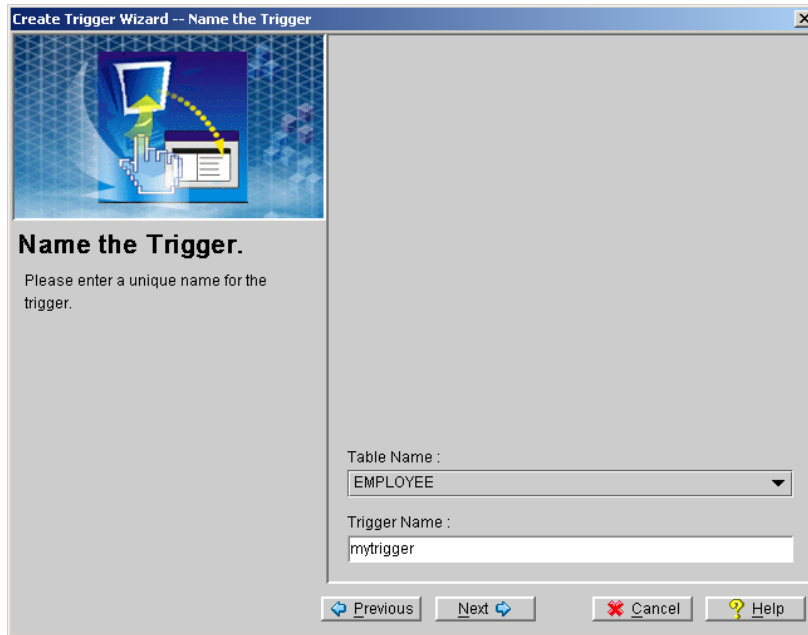 Create Trigger Wizard -- Name the Trigger
Name the Trigger.
Please enter a unique name for the
trigger.
Table Name :
EMPLOYEE
Trigger Name :
mytrigger
Previous
Next
Cancel
Help